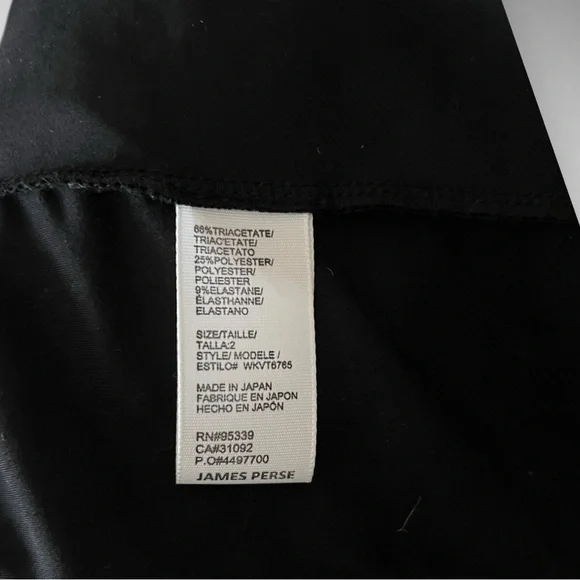 66%TRIACETATE/
TRIACETATE/
TRIACETATO
25%POLYESTER/
POLYESTER/
POLIESTER
9%ELASTANE/
ÉLASTHANNE/
ELASTANO
SIZE/TAILLE/
TALLA:2
STYLE/ MODELE /
ESTILO# WKVT6765
MADE IN JAPAN
FABRIQUE EN JAPON
HECHO EN JAPÓN
RN#95339
CA#31092
P.O#4497700
JAMES PERSE